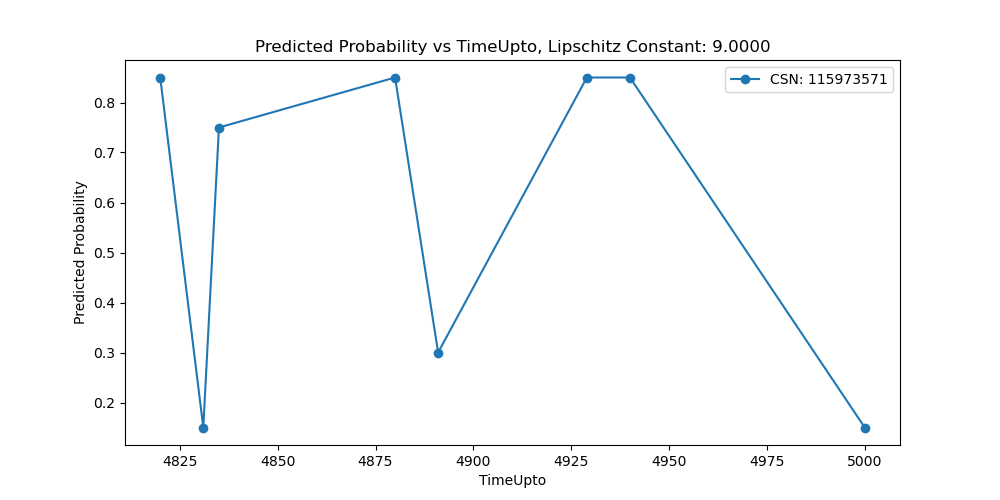 Predicted Probability vs TimeUpto, Lipschitz Constant: 9.0000
CSN: 115973571
Predicted Probability
0.8
0.7
0.6
0.5
0.4
0.3
0.2
4825 4850 4875 4900 4925 4950 4975 5000
TimeUpto